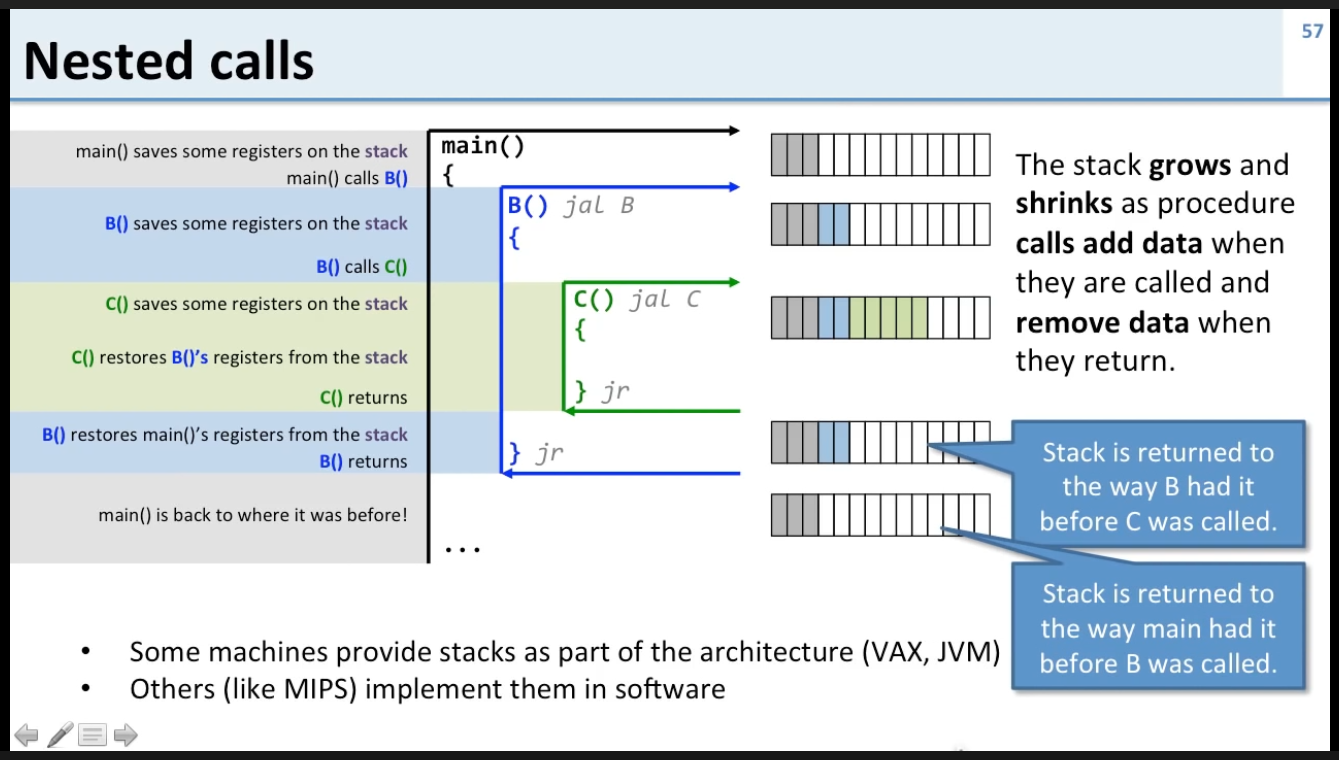 57
Nested calls
main() saves some registers on the stack
main() calls B()
B() saves some registers on the stack
B() calls C()
C() saves some registers on the stack
C() restores B()’s registers from the stack
C() returns
B() restores main()’s registers from the stack
B() returns
main() is back to where it was before!
main()
{
B() jal B
{
C() jal C
{
} jr
} jr
...
The stack grows and
shrinks as procedure
calls add data when
they are called and
remove data when
they return.
Stack is returned to
the way B had it
before C was called.
Stack is returned to
the way main had it
before B was called.
• Some machines provide stacks as part of the architecture (VAX, JVM)
• Others (like MIPS) implement them in software